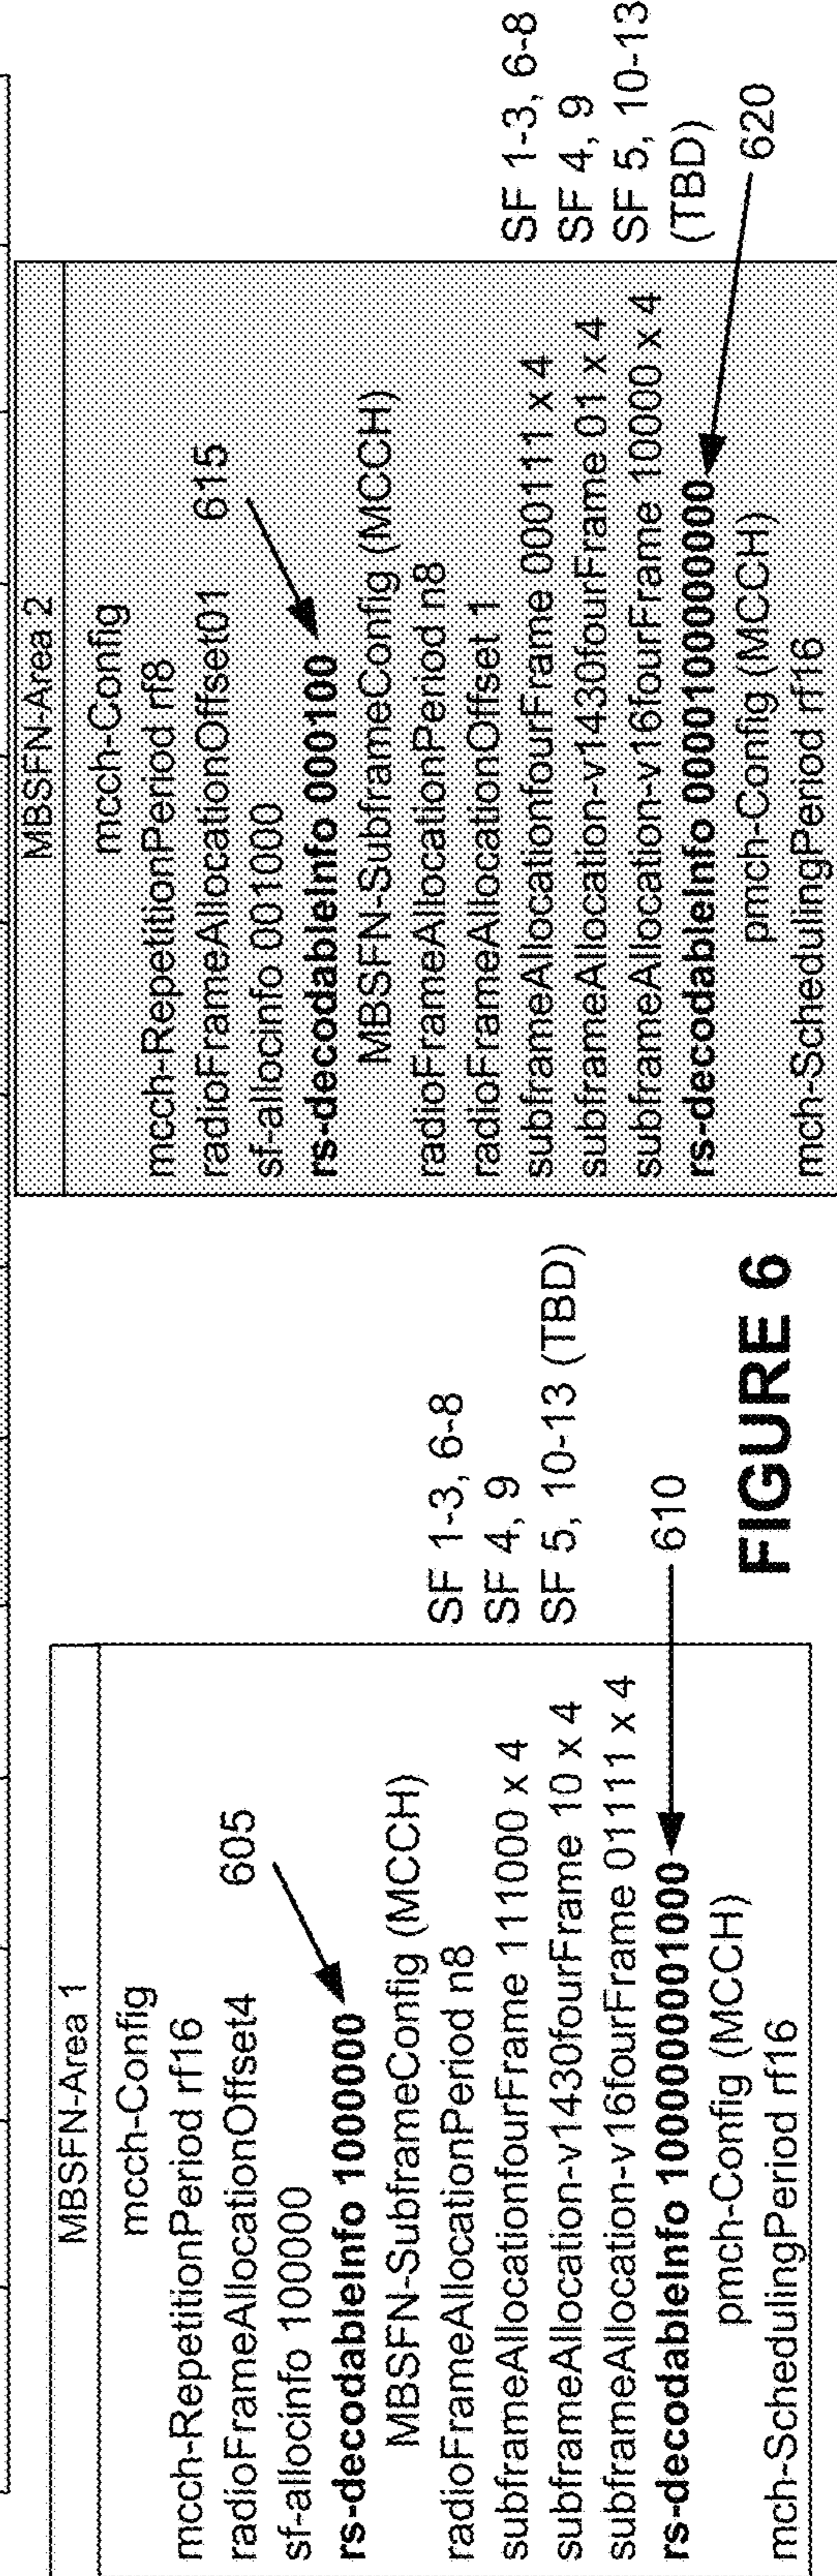 MBSFN-Area 1
mcch-Config
mcch-RepetitionPeriod rf16
radioFrameAllocationOffset4
605
sf-allocinfo 100000
rs-decodableInfo 1000000
MBSFN-SubframeConfig (MCCH)
radioFrameAllocationPeriod n8
subframeAllocationfourFrame 111000 x 4
SF 1-3, 6-8
subframeAllocation-v1430fourFrame 10 x 4
SF 4, 9
subframeAllocation-v16fourFrame 01111 x 4
SF 5, 10-13 (TBD)
rs-decodableInfo 1000000001000
610
pmch-Config (MCCH)
mch-SchedulingPeriod rf16
MBSFN-Area 2
mcch-Config
mcch-RepetitionPeriod rf8
radioFrameAllocationOffset01
615
sf-allocinfo 001000
rs-decodableInfo 000100
MBSFN-SubframeConfig (MCCH)
radioFrameAllocationPeriod n8
radioFrameAllocationOffset 1
subframeAllocationfourFrame 000111 x 4
SF 1-3, 6-8
subframeAllocation-v1430fourFrame 01 x 4
SF 4, 9
subframeAllocation-v16fourFrame 10000 x 4
SF 5, 10-13
(TBD)
rs-decodableInfo 0000100000000
620
pmch-Config (MCCH)
mch-SchedulingPeriod rf16
FIGURE 6